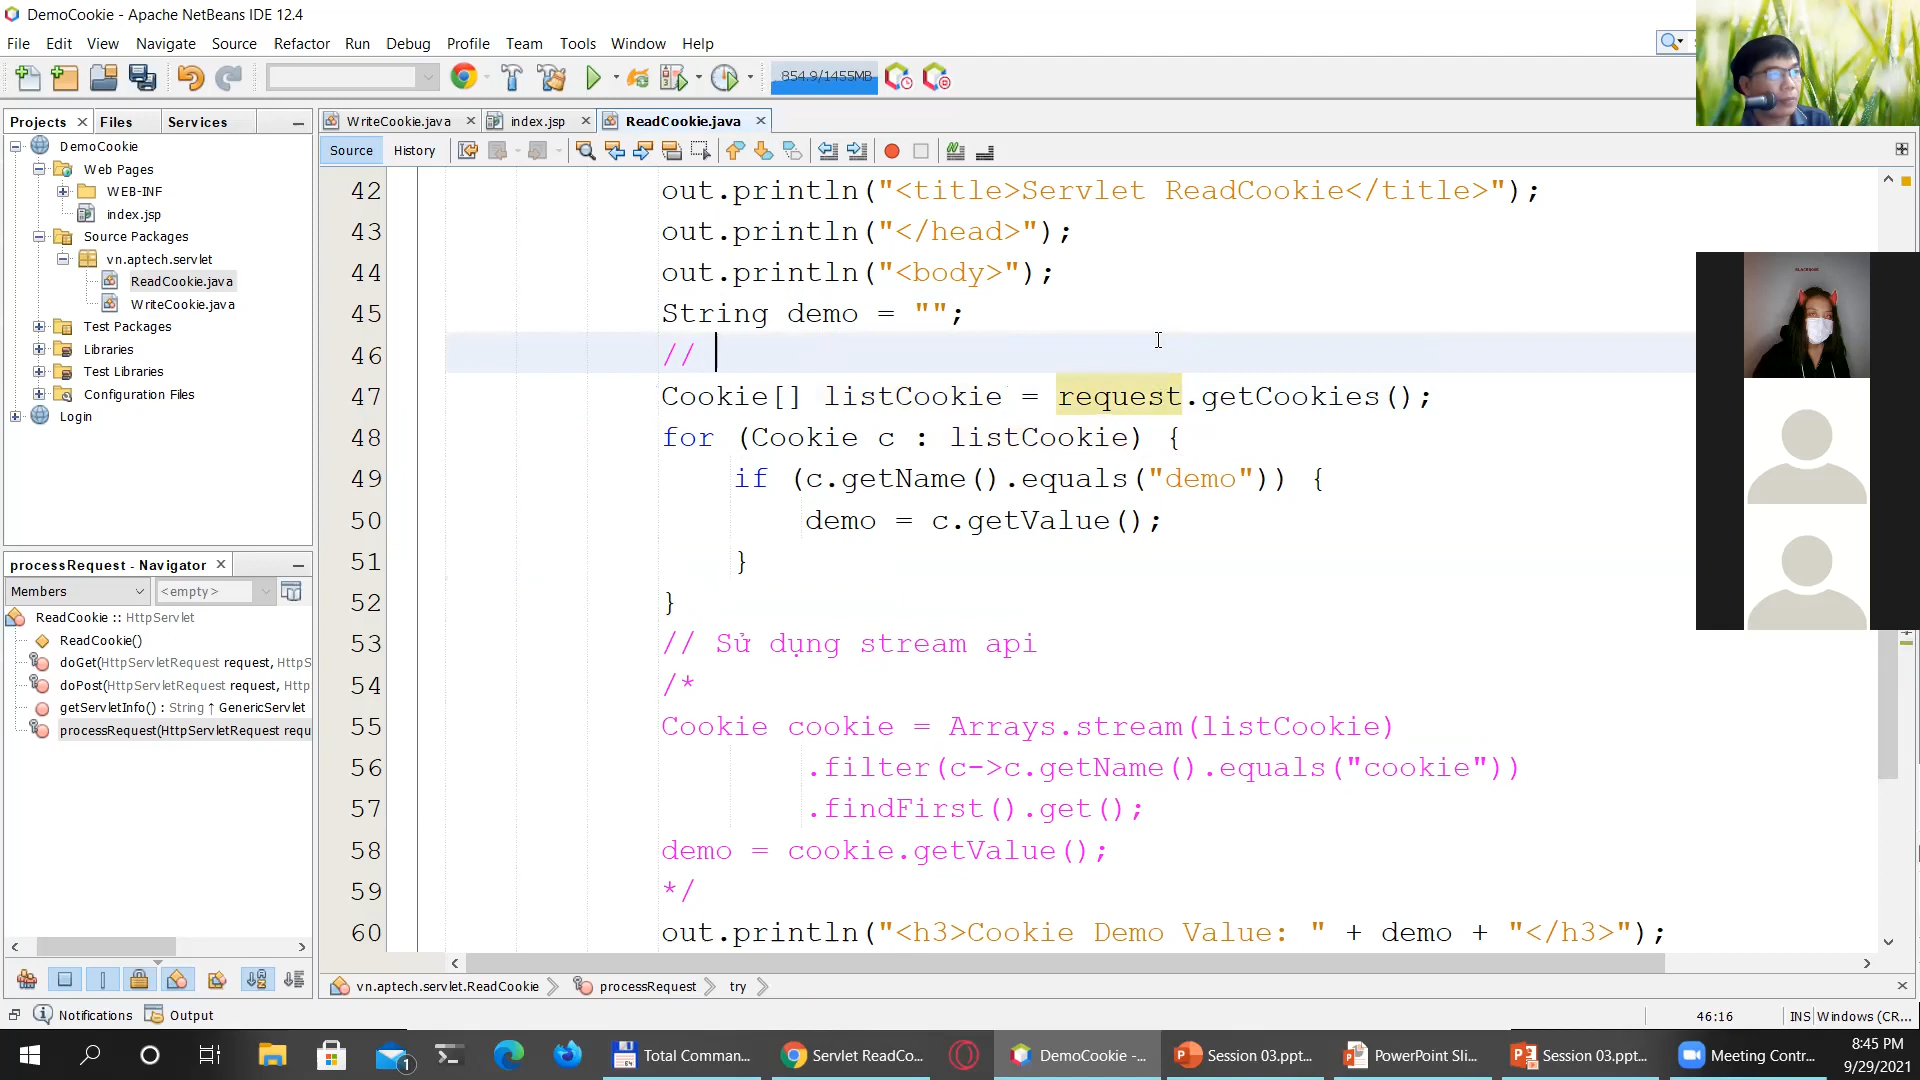 DemoCookie - Apache NetBeans IDE 12.4
File Edit View Navigate Source Refactor Run Debug Profile Team Tools Window Help
854.9/1455MB
Projects Files Services
WriteCookie.java index.jsp ReadCookie.java
Source History
DemoCookie
Web Pages
WEB-INF
index.jsp
Source Packages
vn.aptech.servlet
ReadCookie.java
WriteCookie.java
Test Packages
Libraries
Test Libraries
Configuration Files
Login
processRequest - Navigator
Members <empty>
ReadCookie :: HttpServlet
ReadCookie()
doGet(HttpServletRequest request, HttpS
doPost(HttpServletRequest request, Http
getServletInfo() : String ↑ GenericServlet
processRequest(HttpServletRequest requ
42 out.println("<title>Servlet ReadCookie</title>");
43 out.println("</head>");
44 out.println("<body>");
45 String demo = "";
46 //
47 Cookie[] listCookie = request.getCookies();
48 for (Cookie c : listCookie) {
49 if (c.getName().equals("demo")) {
50 demo = c.getValue();
51 }
52 }
53 // Sử dụng stream api
54 /*
55 Cookie cookie = Arrays.stream(listCookie)
56 .filter(c->c.getName().equals("cookie"))
57 .findFirst().get();
58 demo = cookie.getValue();
59 */
60 out.println("<h3>Cookie Demo Value: " + demo + "</h3>");
vn.aptech.servlet.ReadCookie processRequest try
Notifications Output
46:16 INS Windows (CR...
1 Total Comman... Servlet ReadCo... DemoCookie -... Session 03.ppt... PowerPoint Sli... Session 03.ppt... Meeting Contr...
8:45 PM
9/29/2021